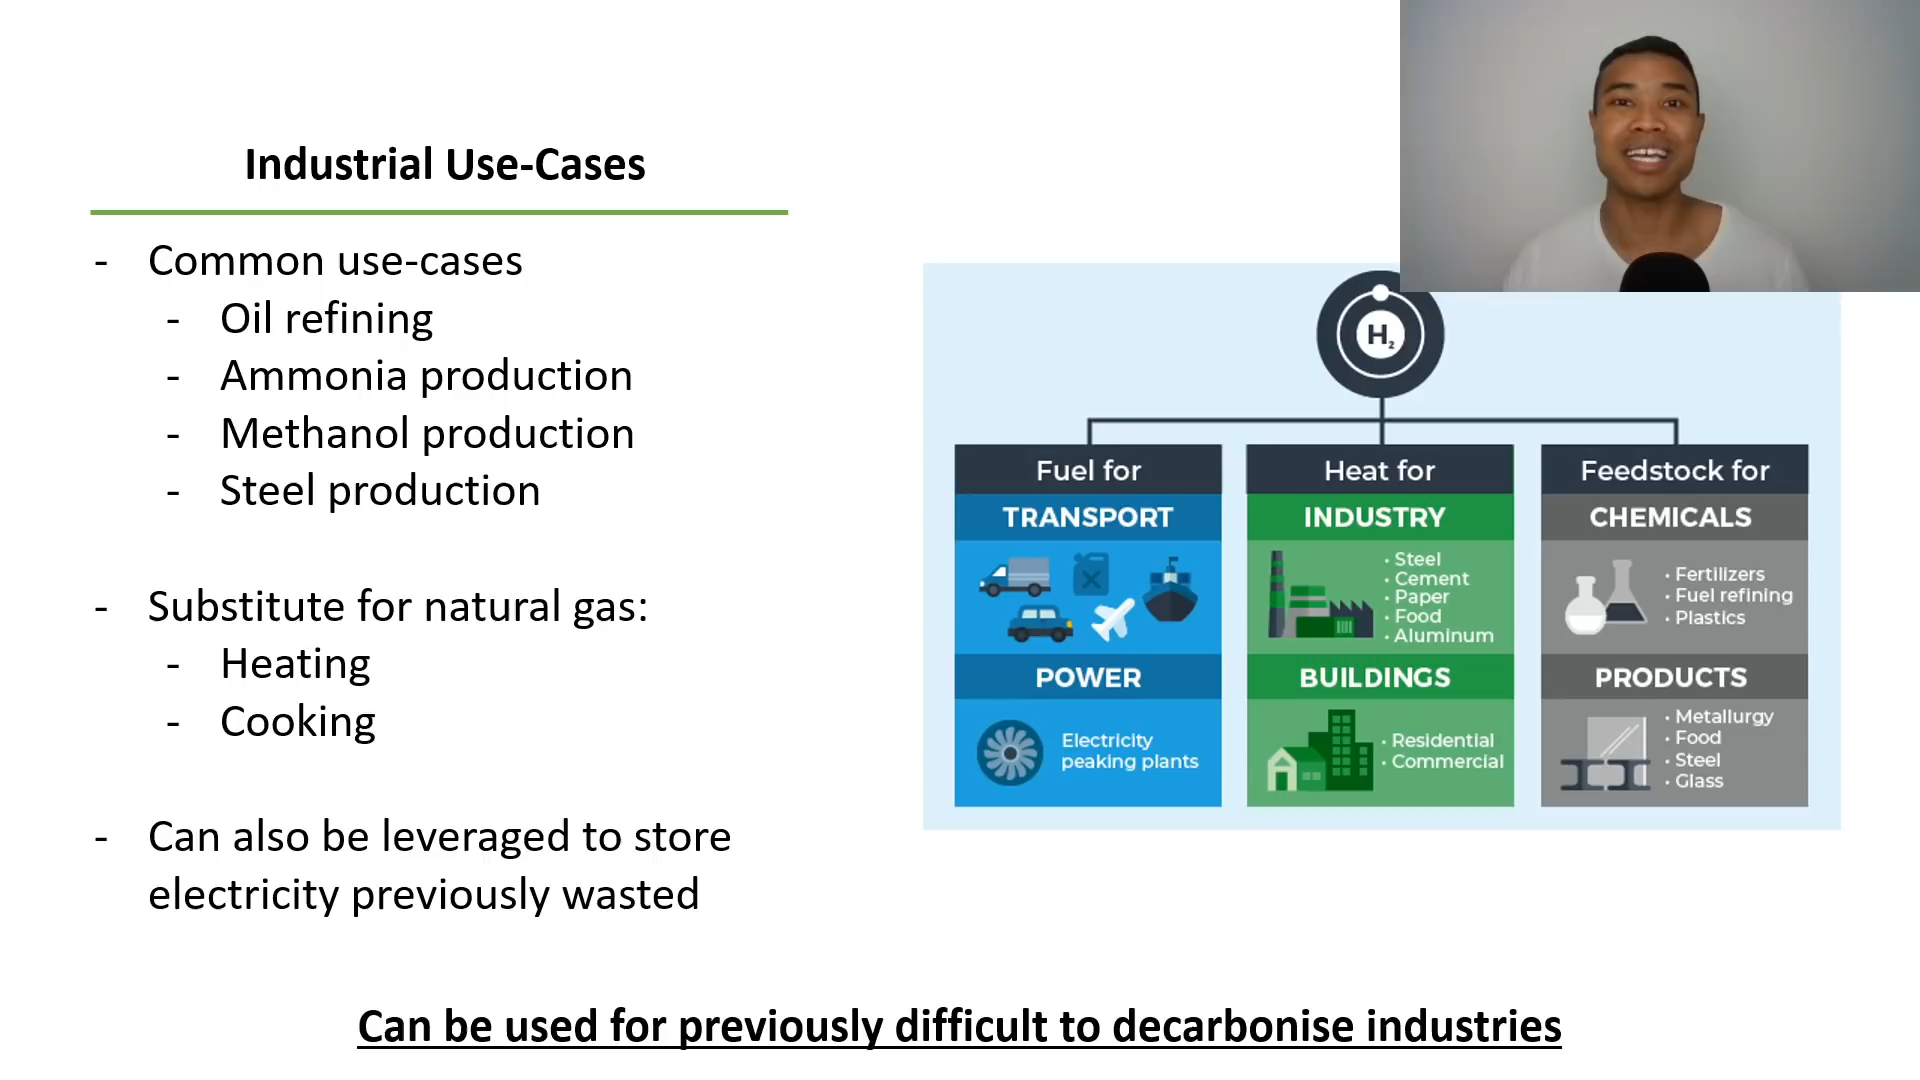 Industrial Use-Cases
- Common use-cases
- Oil refining
- Ammonia production
- Methanol production
- Steel production
- Substitute for natural gas:
- Heating
- Cooking
- Can also be leveraged to store
electricity previously wasted
H₂
Fuel for
TRANSPORT
POWER
Electricity
peaking plants
Heat for
INDUSTRY
• Steel
• Cement
• Paper
• Food
• Aluminum
BUILDINGS
• Residential
• Commercial
Feedstock for
CHEMICALS
• Fertilizers
• Fuel refining
• Plastics
PRODUCTS
• Metallurgy
• Food
• Steel
• Glass
Can be used for previously difficult to decarbonise industries